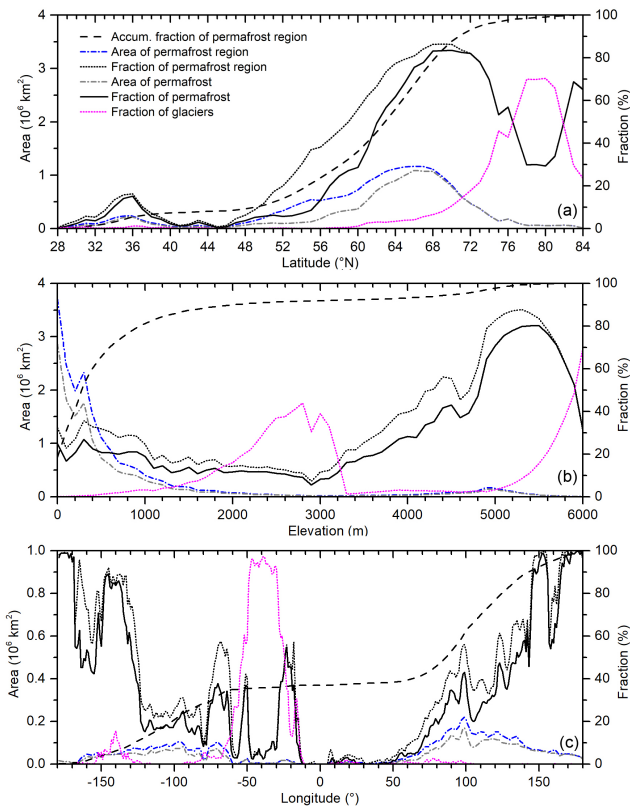 4 100
Accum. fraction of permafrost region
Area of permafrost region
3 Fraction of permafrost region 80
Area of permafrost
Fraction of permafrost
Fraction of glaciers 60
2
40
1
20
(a)
0 0
28 32 36 40 44 48 52 56 60 64 68 72 76 80 84
Area (10⁶ km²)
Fraction (%)
Latitude (°N)
4 100
80
3
60
2
40
1
20
(b)
0 0
0 1000 2000 3000 4000 5000 6000
Area (10⁶ km²)
Fraction (%)
Elevation (m)
1.0 100
0.8 80
0.6 60
0.4 40
0.2 20
(c)
0.0 0
-150 -100 -50 0 50 100 150
Area (10⁶ km²)
Fraction (%)
Longitude (°)